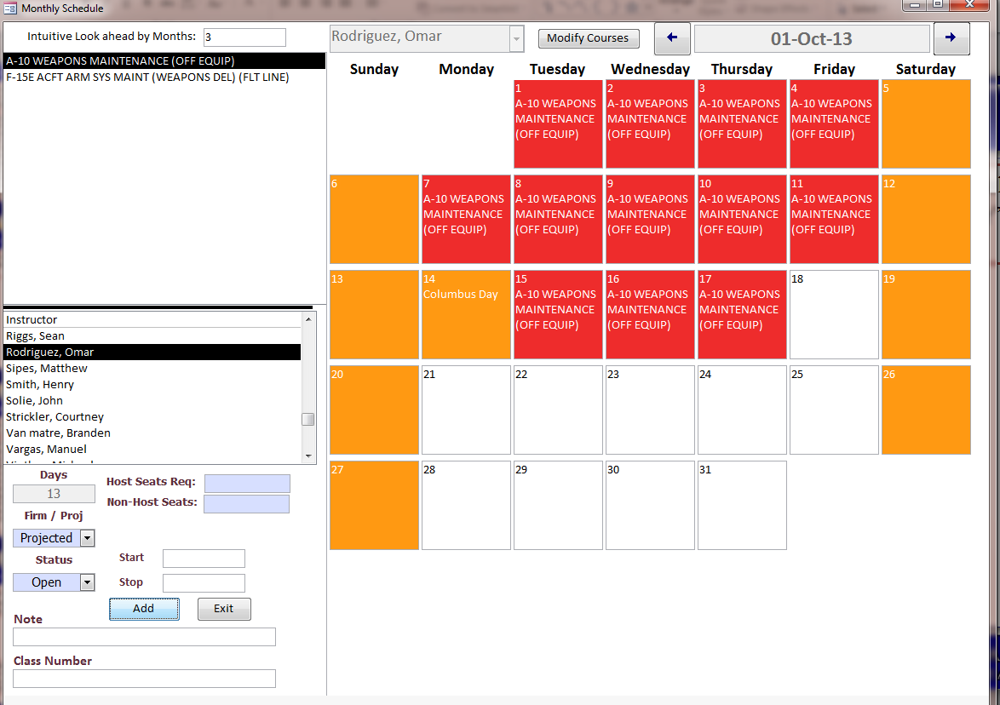 Monthly Schedule
Intuitive Look ahead by Months: 3
A-10 WEAPONS MAINTENANCE (OFF EQUIP)
F-15E ACFT ARM SYS MAINT (WEAPONS DEL) (FLT LINE)
Instructor
Riggs, Sean
Rodriguez, Omar
Sipes, Matthew
Smith, Henry
Solie, John
Strickler, Courtney
Van matre, Branden
Vargas, Manuel
Days
13
Firm / Proj
Projected
Status
Open
Host Seats Req:
Non-Host Seats:
Start
Stop
Add Exit
Note
Class Number
Rodriguez, Omar Modify Courses 01-Oct-13
Sunday Monday Tuesday Wednesday Thursday Friday Saturday
1 2 3 4 5
A-10 WEAPONS A-10 WEAPONS A-10 WEAPONS A-10 WEAPONS
MAINTENANCE MAINTENANCE MAINTENANCE MAINTENANCE
(OFF EQUIP) (OFF EQUIP) (OFF EQUIP) (OFF EQUIP)
6 7 8 9 10 11 12
A-10 WEAPONS A-10 WEAPONS A-10 WEAPONS A-10 WEAPONS A-10 WEAPONS
MAINTENANCE MAINTENANCE MAINTENANCE MAINTENANCE MAINTENANCE
(OFF EQUIP) (OFF EQUIP) (OFF EQUIP) (OFF EQUIP) (OFF EQUIP)
13 14 15 16 17 18 19
Columbus Day A-10 WEAPONS A-10 WEAPONS A-10 WEAPONS
MAINTENANCE MAINTENANCE MAINTENANCE
(OFF EQUIP) (OFF EQUIP) (OFF EQUIP)
20 21 22 23 24 25 26
27 28 29 30 31